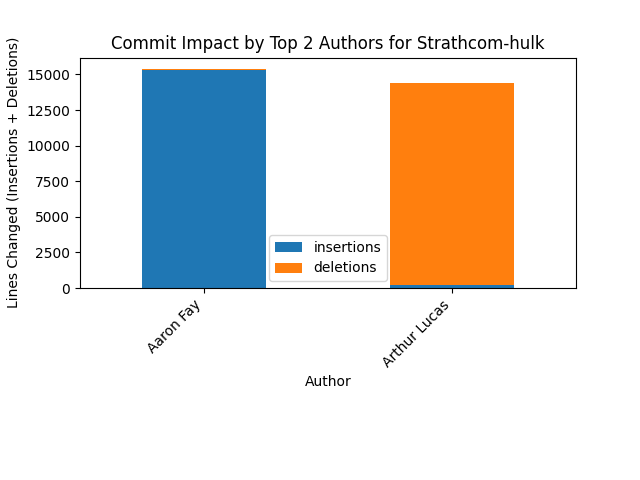 Commit Impact by Top 2 Authors for Strathcom-hulk
Lines Changed (Insertions + Deletions)
15000
12500
10000
7500
5000
2500
0
insertions
deletions
Aaron Fay
Arthur Lucas
Author